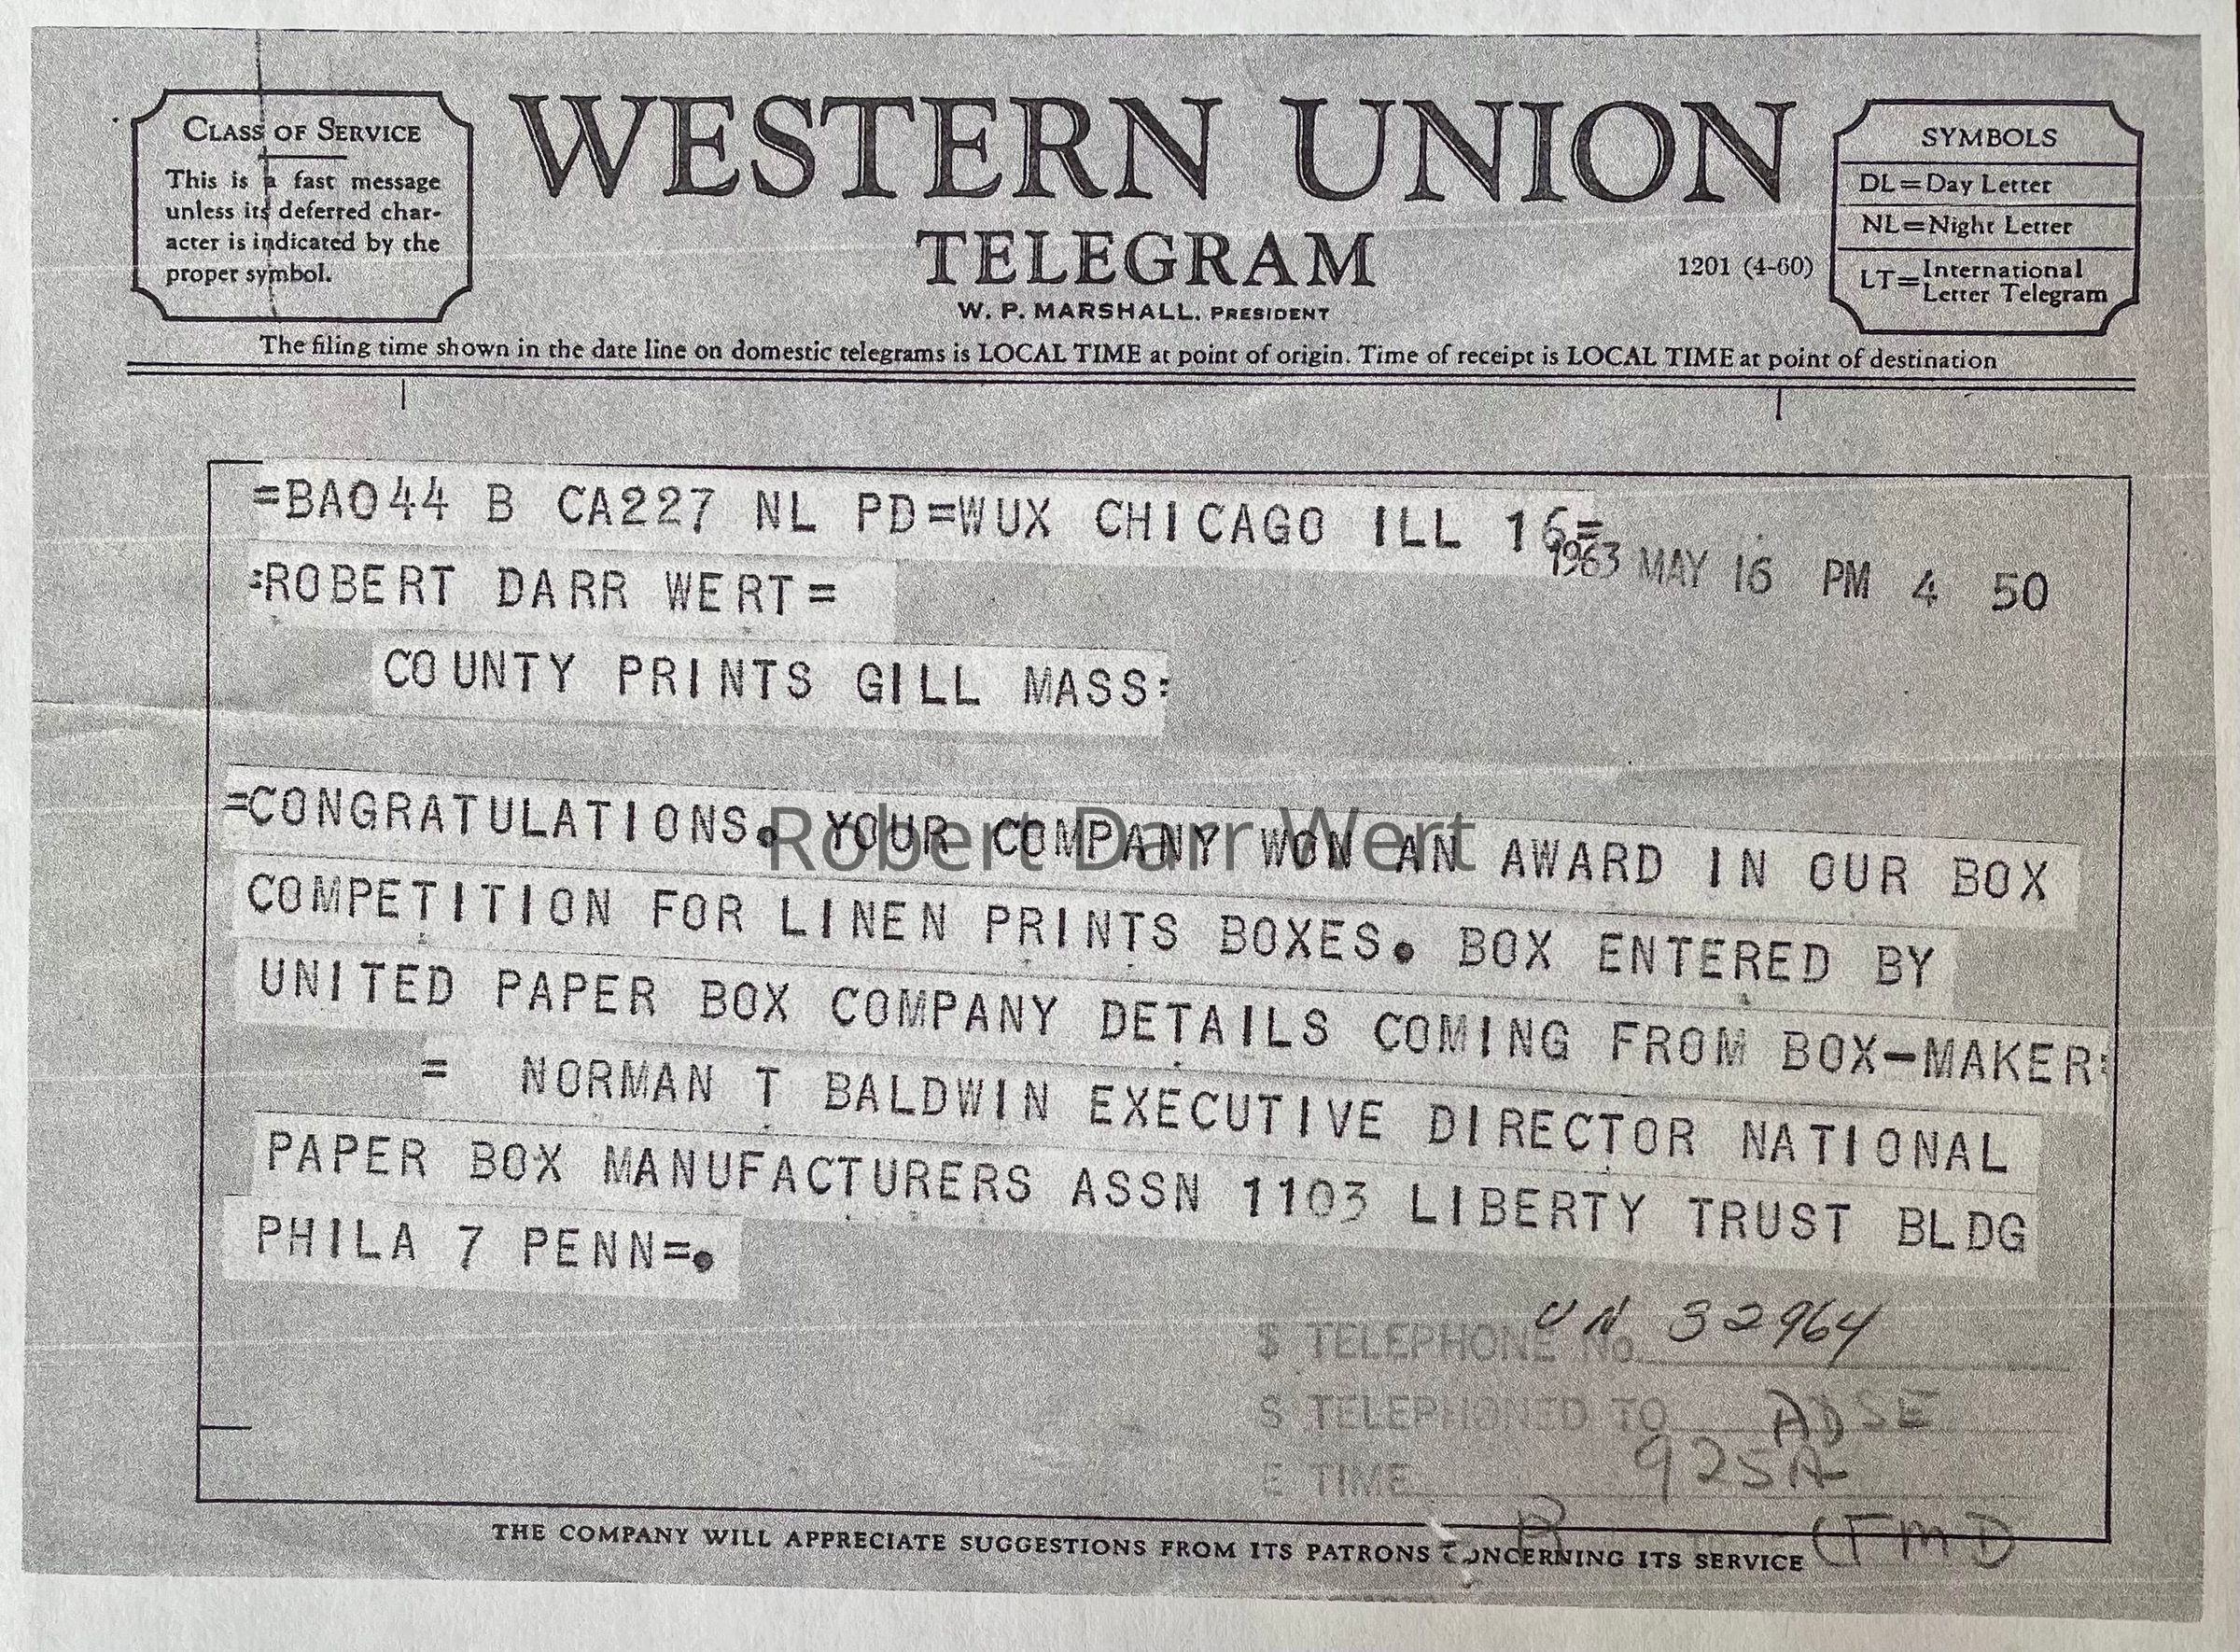 CLASS OF SERVICE
This is a fast message
unless its deferred char-
acter is indicated by the
proper symbol.
WESTERN UNION
TELEGRAM
W. P. MARSHALL, PRESIDENT
1201 (4-60)
SYMBOLS
DL=Day Letter
NL=Night Letter
LT=International
Letter Telegram
The filing time shown in the date line on domestic telegrams is LOCAL TIME at point of origin. Time of receipt is LOCAL TIME at point of destination
=BA044 B CA227 NL PD=WUX CHICAGO ILL 16=
1963 MAY 16 PM 4 50
:ROBERT DARR WERT=
COUNTY PRINTS GILL MASS:
=CONGRATULATIONS. YOUR COMPANY WON AN AWARD IN OUR BOX
Robert Darr Wert
COMPETITION FOR LINEN PRINTS BOXES. BOX ENTERED BY
UNITED PAPER BOX COMPANY DETAILS COMING FROM BOX-MAKER:
= NORMAN T BALDWIN EXECUTIVE DIRECTOR NATIONAL
PAPER BOX MANUFACTURERS ASSN 1103 LIBERTY TRUST BLDG
PHILA 7 PENN=.
$ TELEPHONE No. UN 32964
S TELEPHONED TO
E TIME 925A
THE COMPANY WILL APPRECIATE SUGGESTIONS FROM ITS PATRONS CONCERNING ITS SERVICE